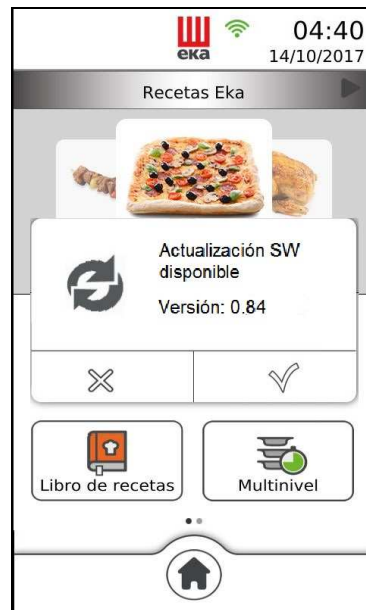 eka
04:40
14/10/2017
Recetas Eka
Actualización SW
disponible
Versión: 0.84
Libro de recetas
Multinivel